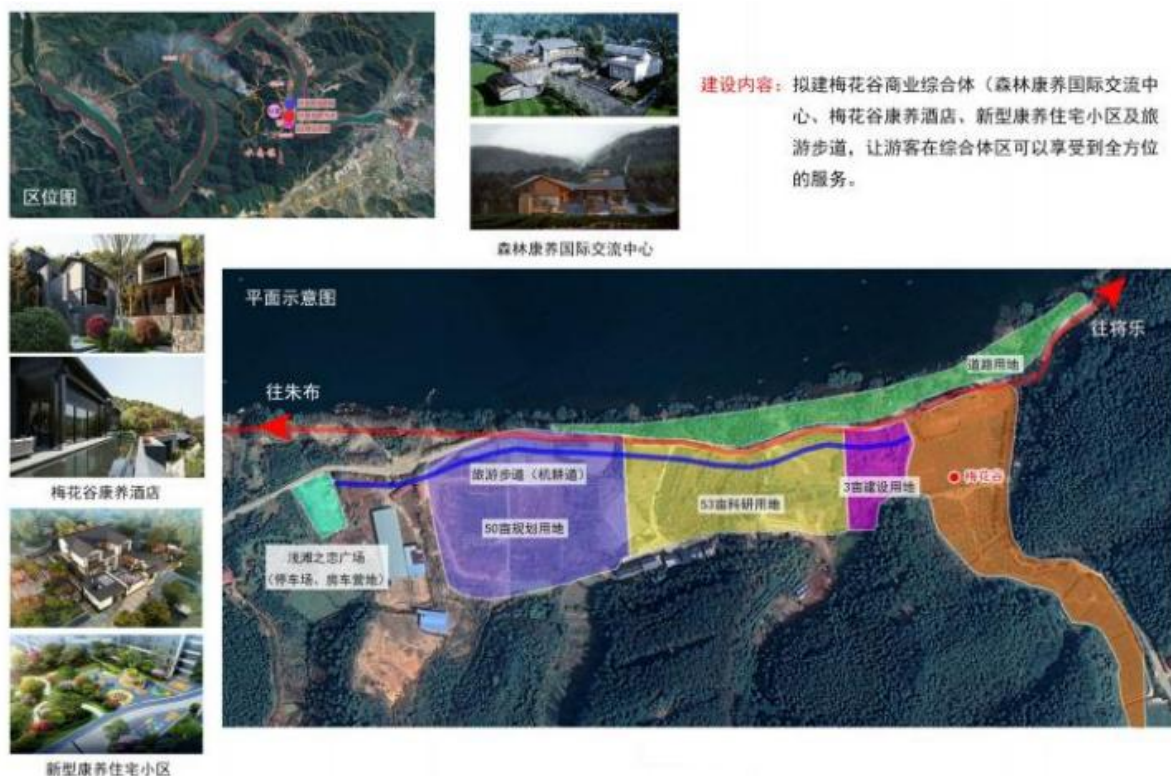 区位图
森林康养国际交流中心
建设内容：拟建梅花谷商业综合体（森林康养国际交流中
心、梅花谷康养酒店、新型康养住宅小区及旅
游步道，让游客在综合体区可以享受到全方位
的服务。
梅花谷康养酒店
新型康养住宅小区
平面示意图
往将乐
道路用地
往朱布
旅游步道（机耕道）
3亩建设用地
梅花谷
53亩科研用地
50亩规划用地
浅滩之恋广场
（停车场、房车营地）